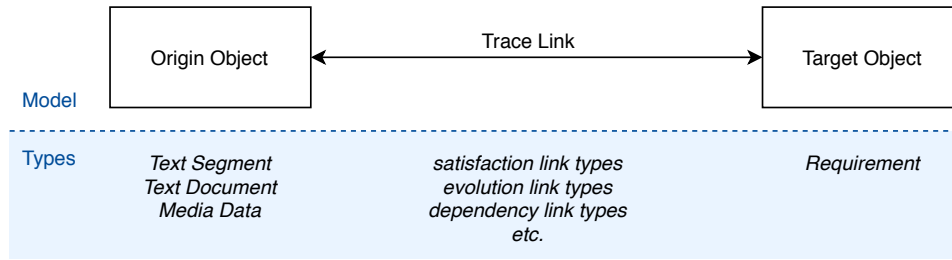 Origin Object
Trace Link
Target Object
Model
Types
Text Segment
Text Document
Media Data
satisfaction link types
evolution link types
dependency link types
etc.
Requirement